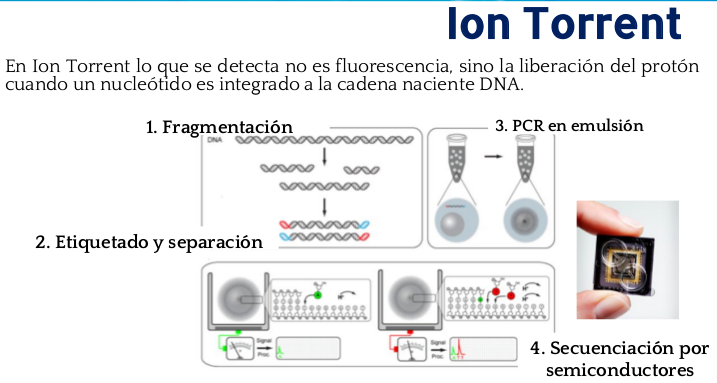 Ion Torrent
En Ion Torrent lo que se detecta no es fluorescencia, sino la liberación del protón
cuando un nucleótido es integrado a la cadena naciente DNA.
1. Fragmentación
DNA
3. PCR en emulsión
2. Etiquetado y separación
H⁺
H⁺
Signal
Proc.
Signal
Proc.
4. Secuenciación por
semiconductores